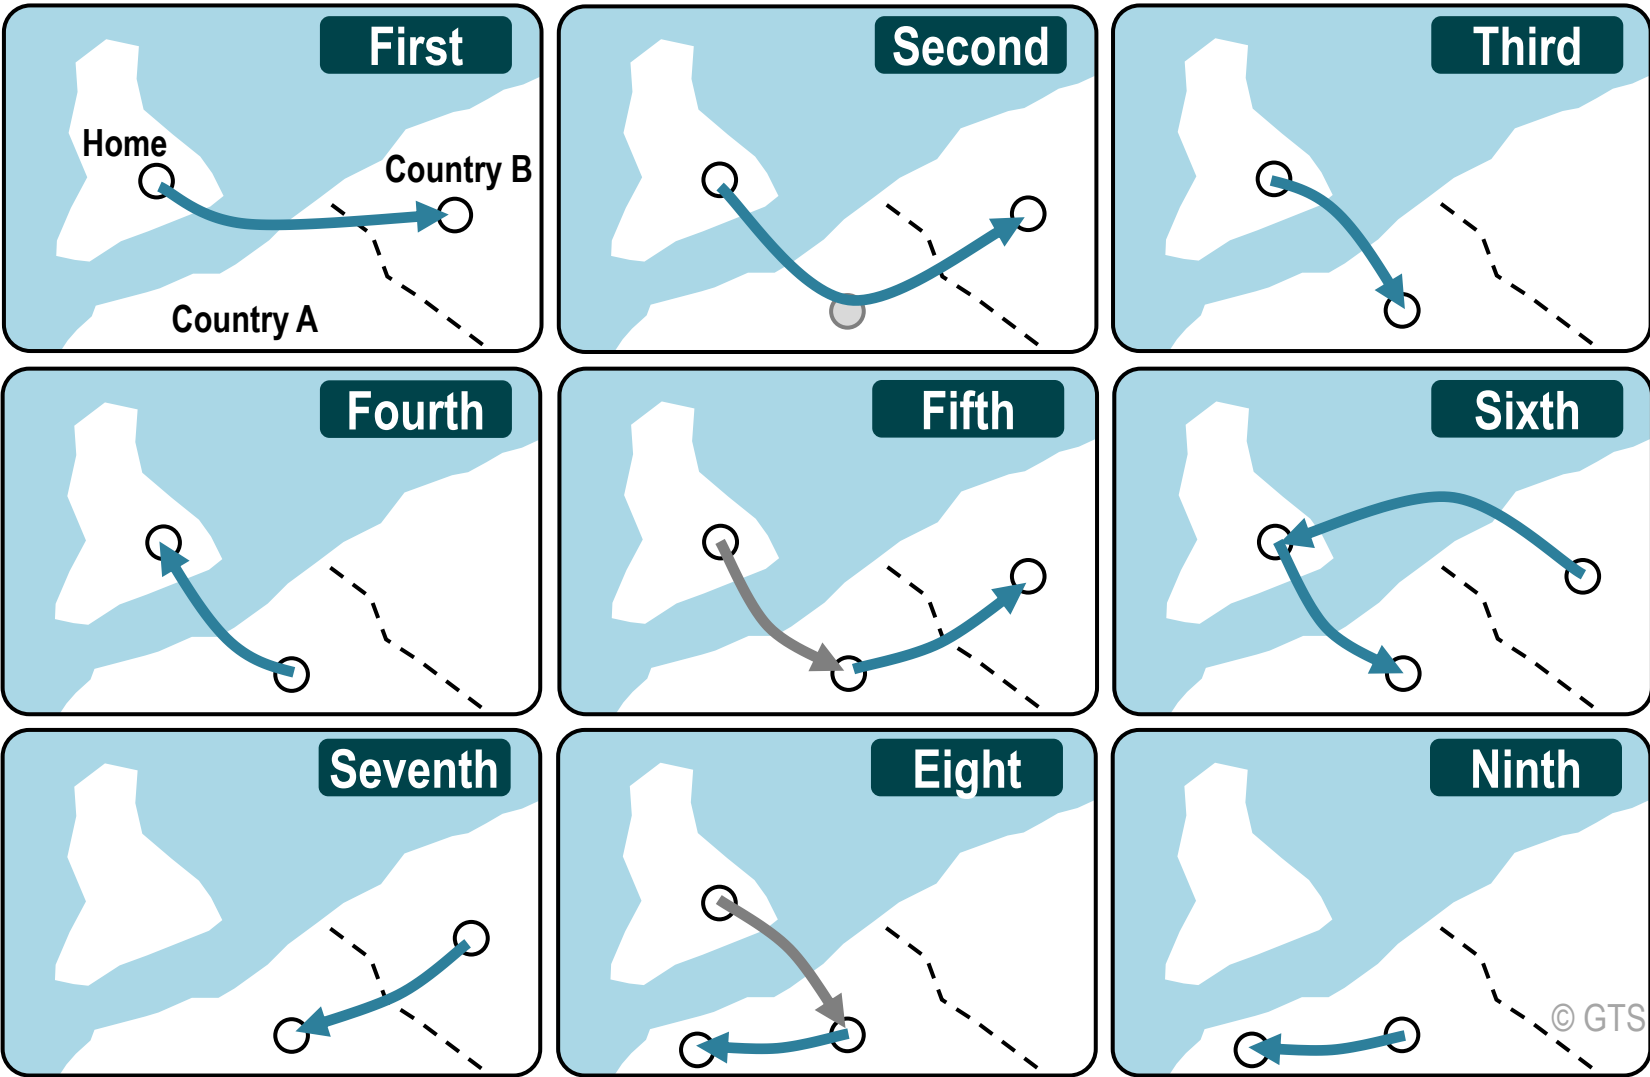 First
Second
Third
Home
Country B
Country A
Fourth
Fifth
Sixth
Seventh
Eight
Ninth
© GTS